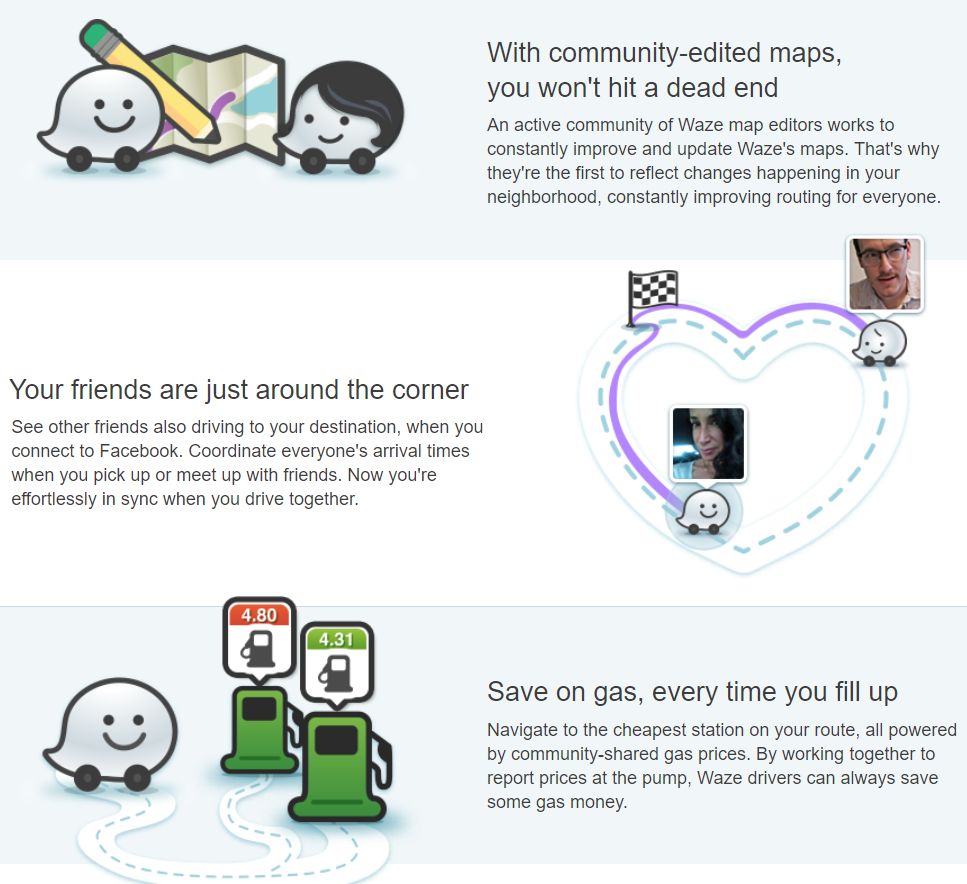 With community-edited maps,
you won't hit a dead end
An active community of Waze map editors works to
constantly improve and update Waze's maps. That's why
they're the first to reflect changes happening in your
neighborhood, constantly improving routing for everyone.
Your friends are just around the corner
See other friends also driving to your destination, when you
connect to Facebook. Coordinate everyone's arrival times
when you pick up or meet up with friends. Now you're
effortlessly in sync when you drive together.
4.80
4.31
Save on gas, every time you fill up
Navigate to the cheapest station on your route, all powered
by community-shared gas prices. By working together to
report prices at the pump, Waze drivers can always save
some gas money.